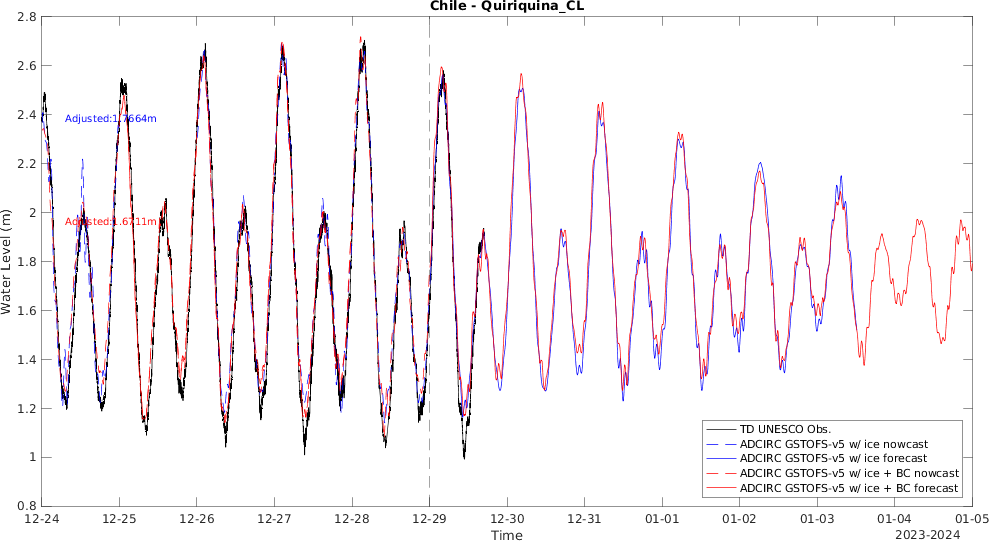 Chile - Quiriquina_CL
2.8
2.6
2.4
2.2
2
1.8
1.6
1.4
1.2
1
0.8
Water Level (m)
Adjusted:1.7664m
Adjusted:1.6711m
TD UNESCO Obs.
ADCIRC GSTOFS-v5 w/ ice nowcast
ADCIRC GSTOFS-v5 w/ ice forecast
ADCIRC GSTOFS-v5 w/ ice + BC nowcast
ADCIRC GSTOFS-v5 w/ ice + BC forecast
12-24 12-25 12-26 12-27 12-28 12-29 12-30 12-31 01-01 01-02 01-03 01-04 01-05
Time
2023-2024